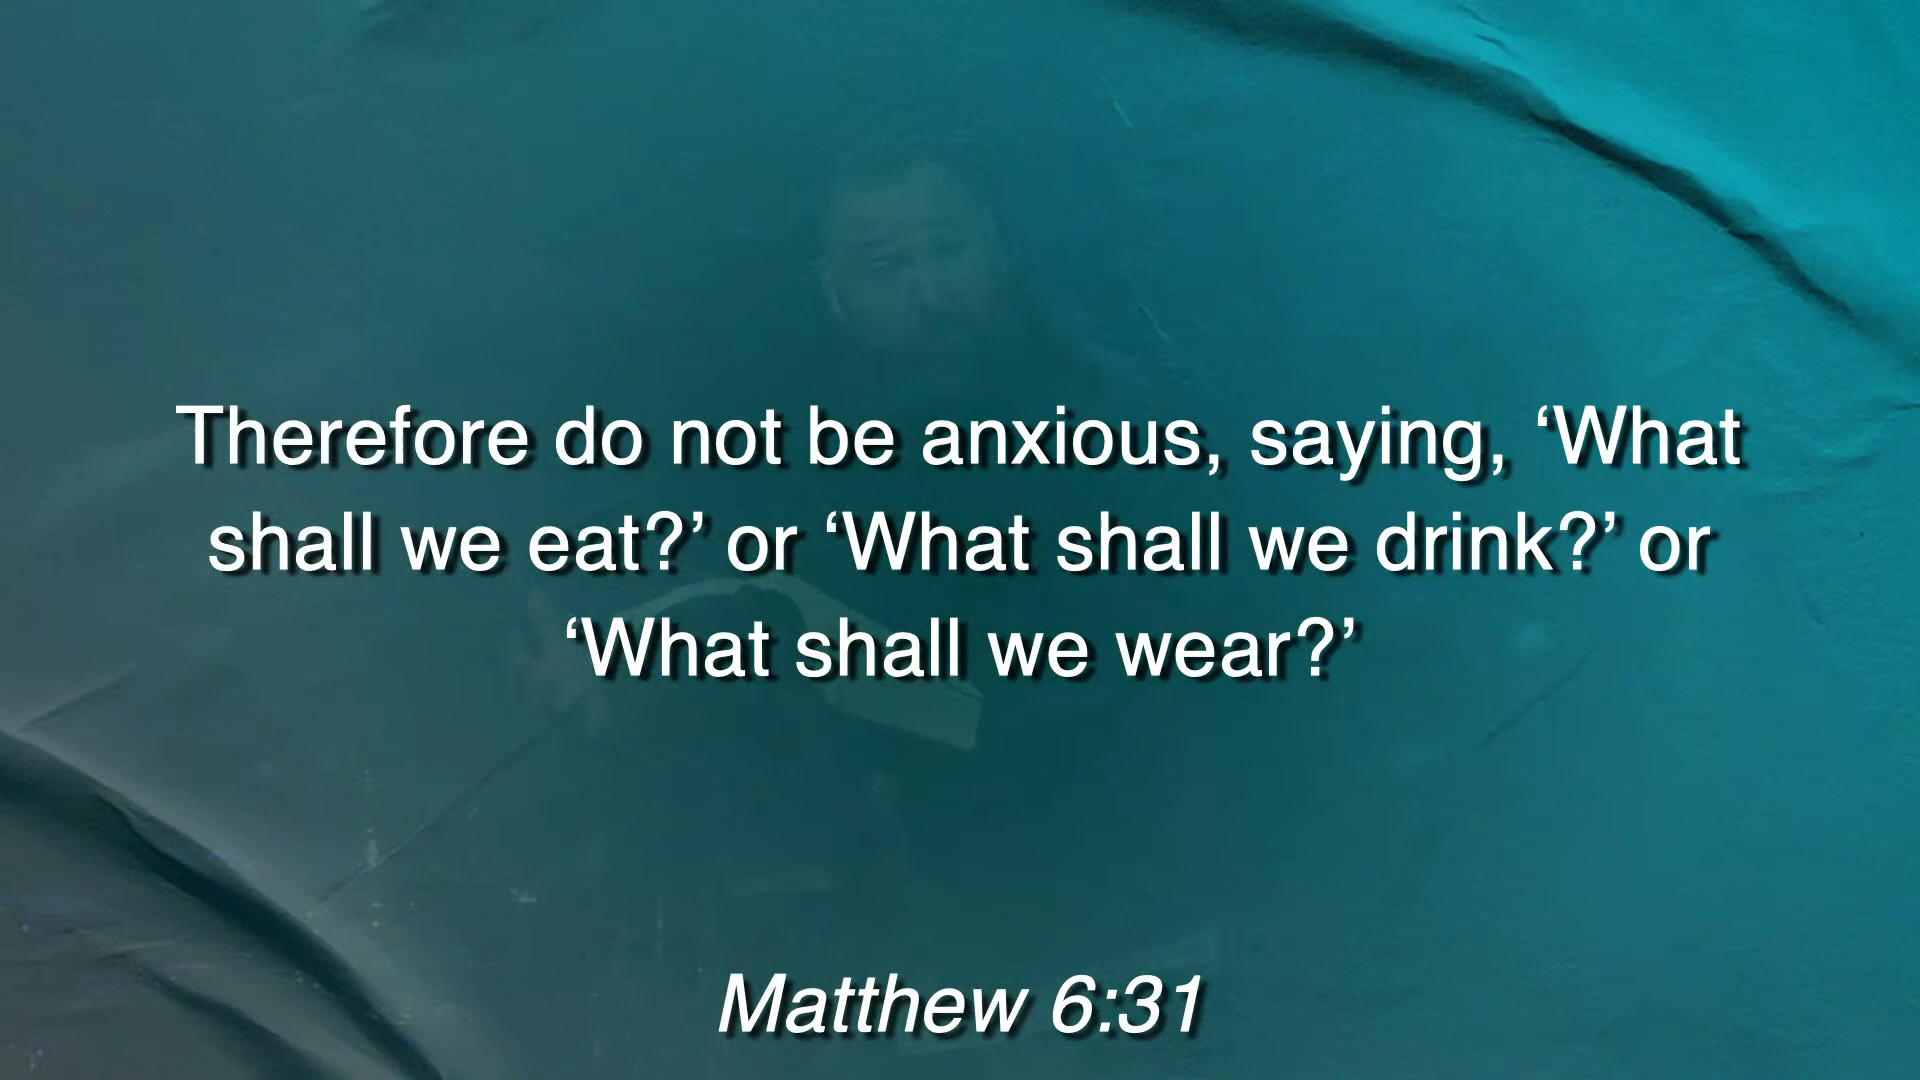 Therefore do not be anxious, saying, ‘What
shall we eat?’ or ‘What shall we drink?’ or
‘What shall we wear?’
Matthew 6:31